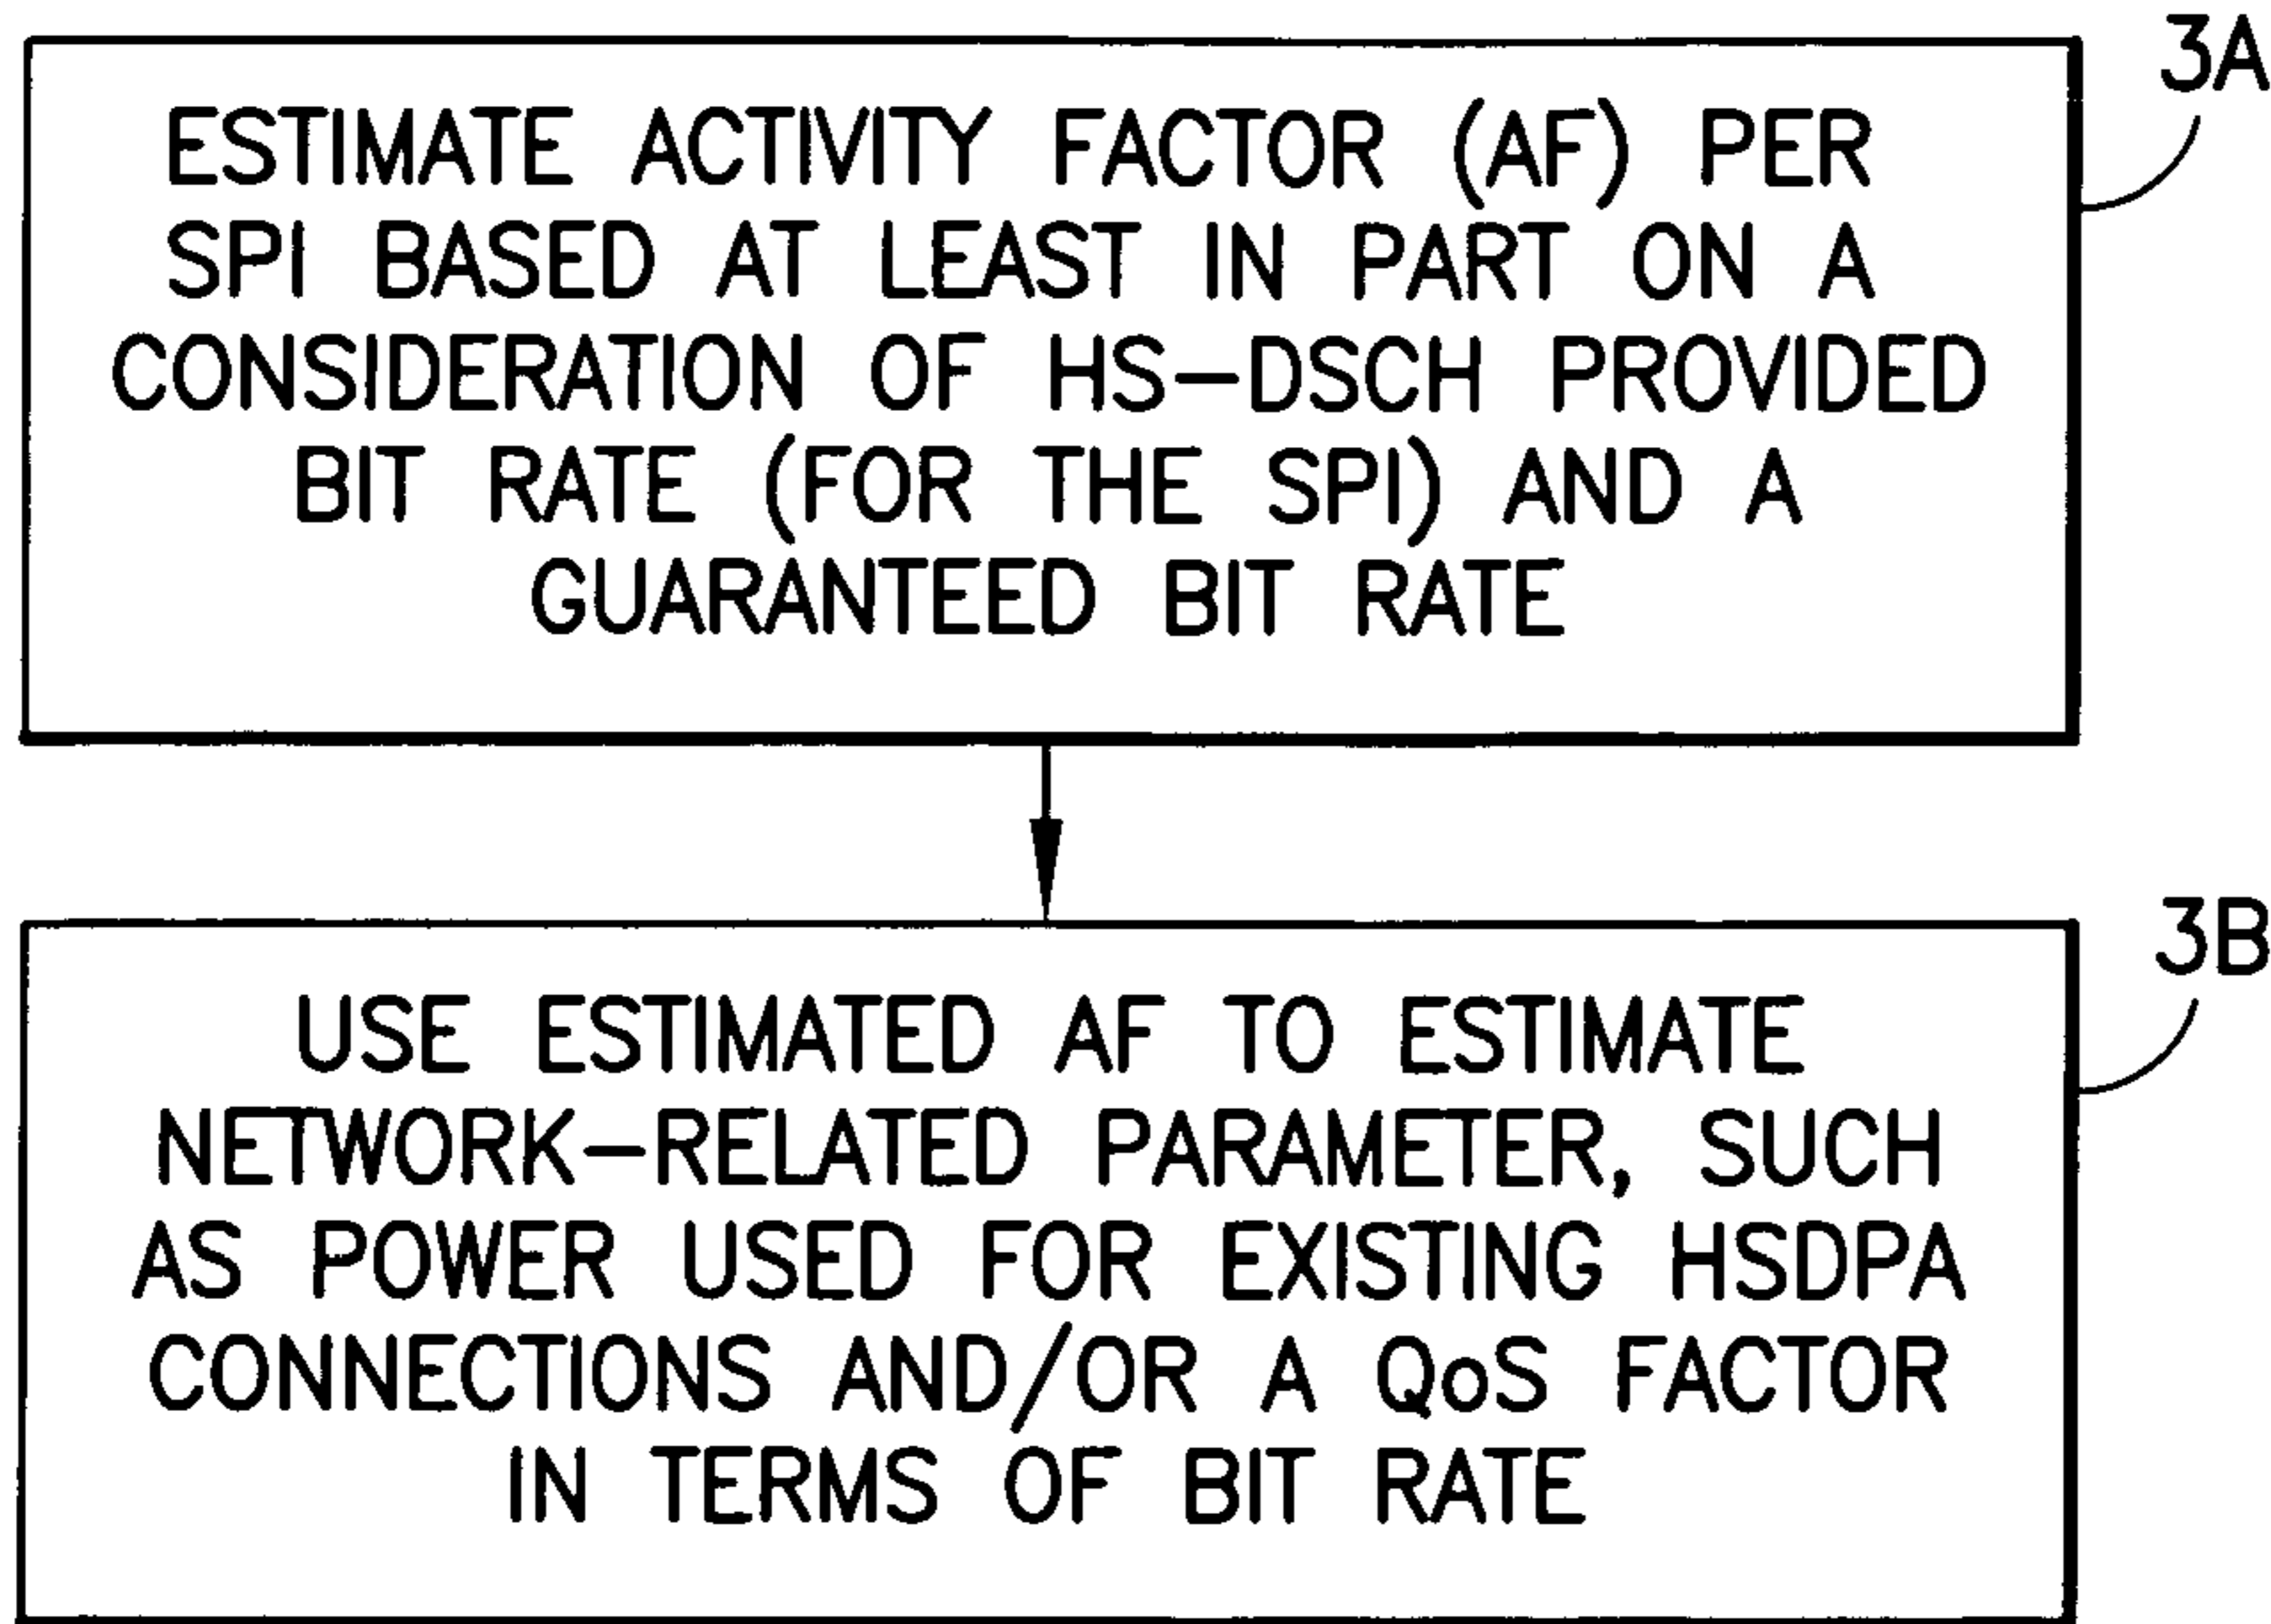 3A
ESTIMATE ACTIVITY FACTOR (AF) PER
SPI BASED AT LEAST IN PART ON A
CONSIDERATION OF HS-DSCH PROVIDED
BIT RATE (FOR THE SPI) AND A
GUARANTEED BIT RATE
3B
USE ESTIMATED AF TO ESTIMATE
NETWORK-RELATED PARAMETER, SUCH
AS POWER USED FOR EXISTING HSDPA
CONNECTIONS AND/OR A QoS FACTOR
IN TERMS OF BIT RATE